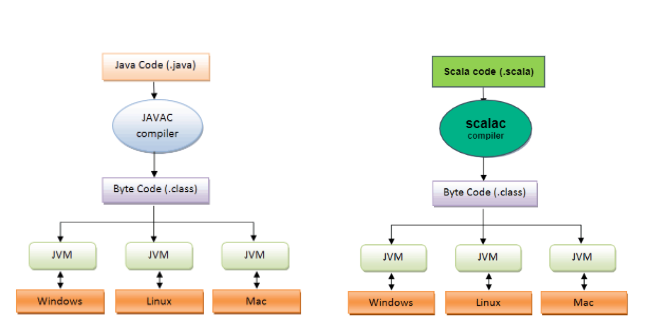 Java Code (.java)
JAVAC
compiler
Byte Code (.class)
JVM
JVM
JVM
Windows
Linux
Mac
Scala code (.scala)
scalac
compiler
Byte Code (.class)
JVM
JVM
JVM
Windows
Linux
Mac